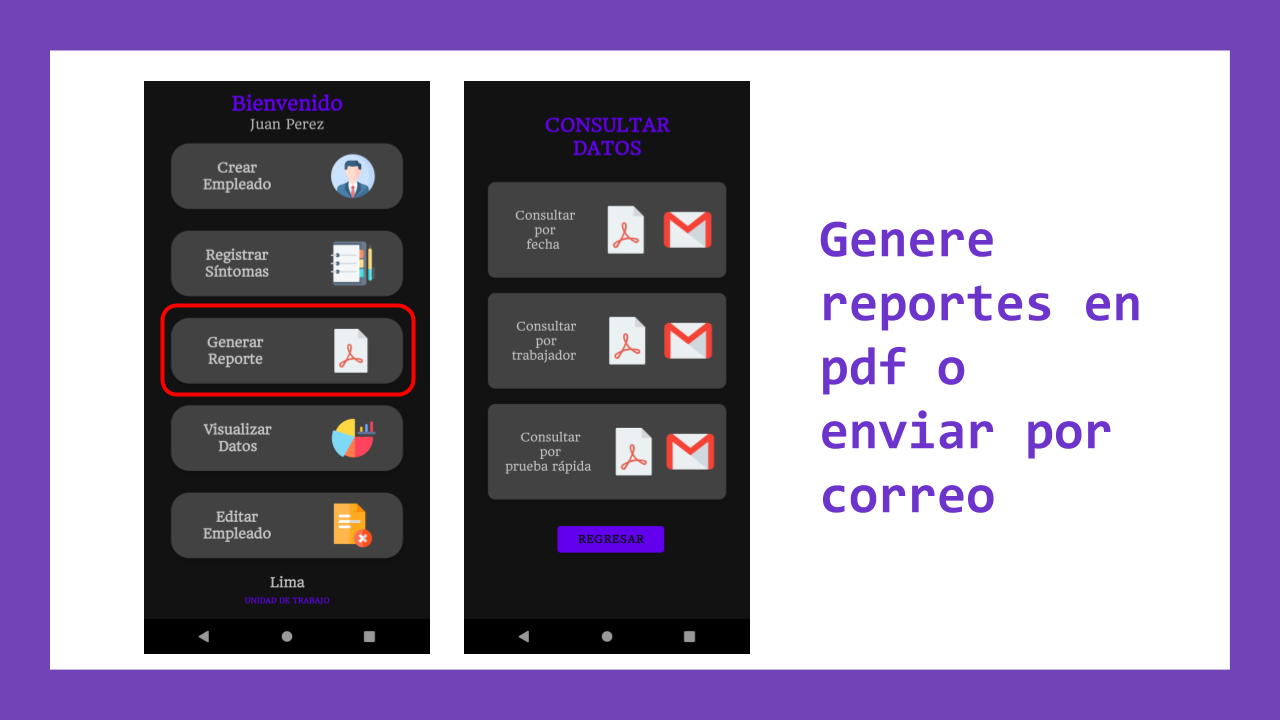 Bienvenido
Juan Perez
Crear
Empleado
Registrar
Síntomas
Generar
Reporte
Visualizar
Datos
Editar
Empleado
Lima
UNIDAD DE TRABAJO
CONSULTAR
DATOS
Consultar
por
fecha
Consultar
por
trabajador
Consultar
por
prueba rápida
REGRESAR
Genere
reportes en
pdf o
enviar por
correo